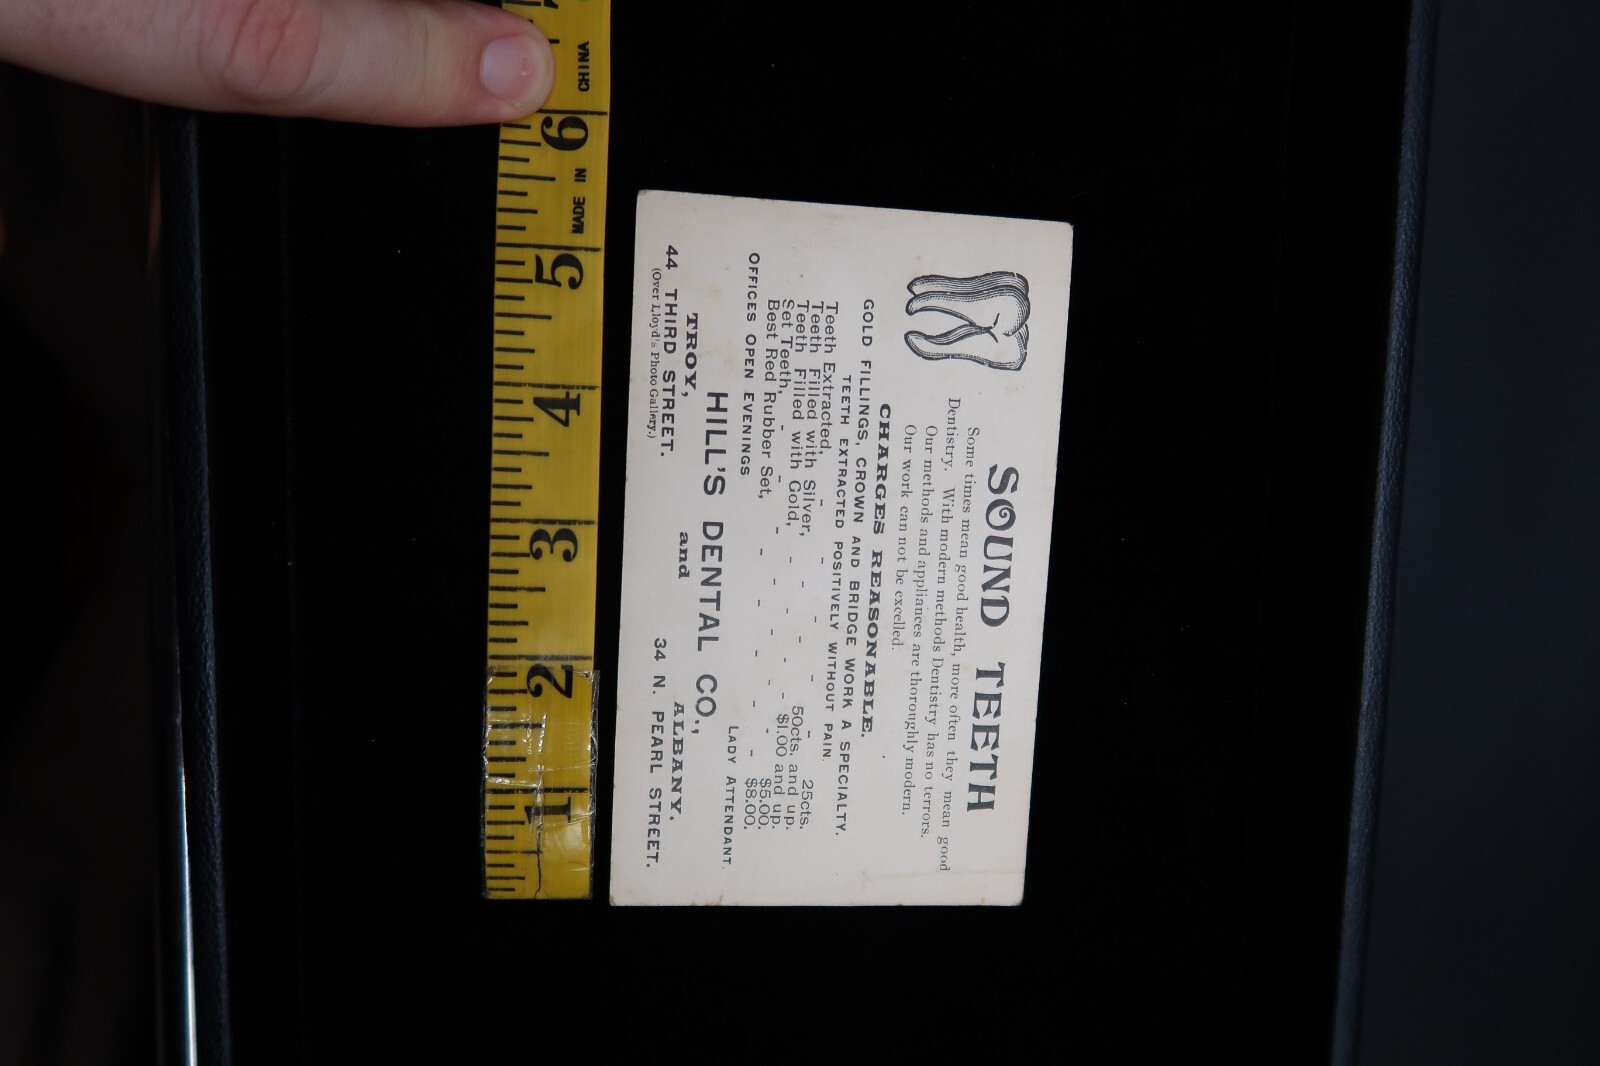 SOUND TEETH
Some times mean good health, more often they mean good
Dentistry. With modern methods Dentistry has no terrors.
Our methods and appliances are thoroughly modern.
Our work can not be excelled.
CHARGES REASONABLE.
GOLD FILLINGS, CROWN AND BRIDGE WORK A SPECIALTY.
TEETH EXTRACTED POSITIVELY WITHOUT PAIN.
Teeth Extracted, - - - - - 25cts.
Teeth Filled with Silver, - - - 50cts. and up.
Teeth Filled with Gold, - - - - $1.00 and up.
Set Teeth, - - - - - - - $5.00.
Best Red Rubber Set, - - - - - $8.00.
OFFICES OPEN EVENINGS LADY ATTENDANT.
HILL'S DENTAL CO.,
TROY, and ALBANY.
44 THIRD STREET. 34 N. PEARL STREET.
(Over Lloyd's Photo Gallery.)
1 2 3 4 5 6 7
MADE IN CHINA